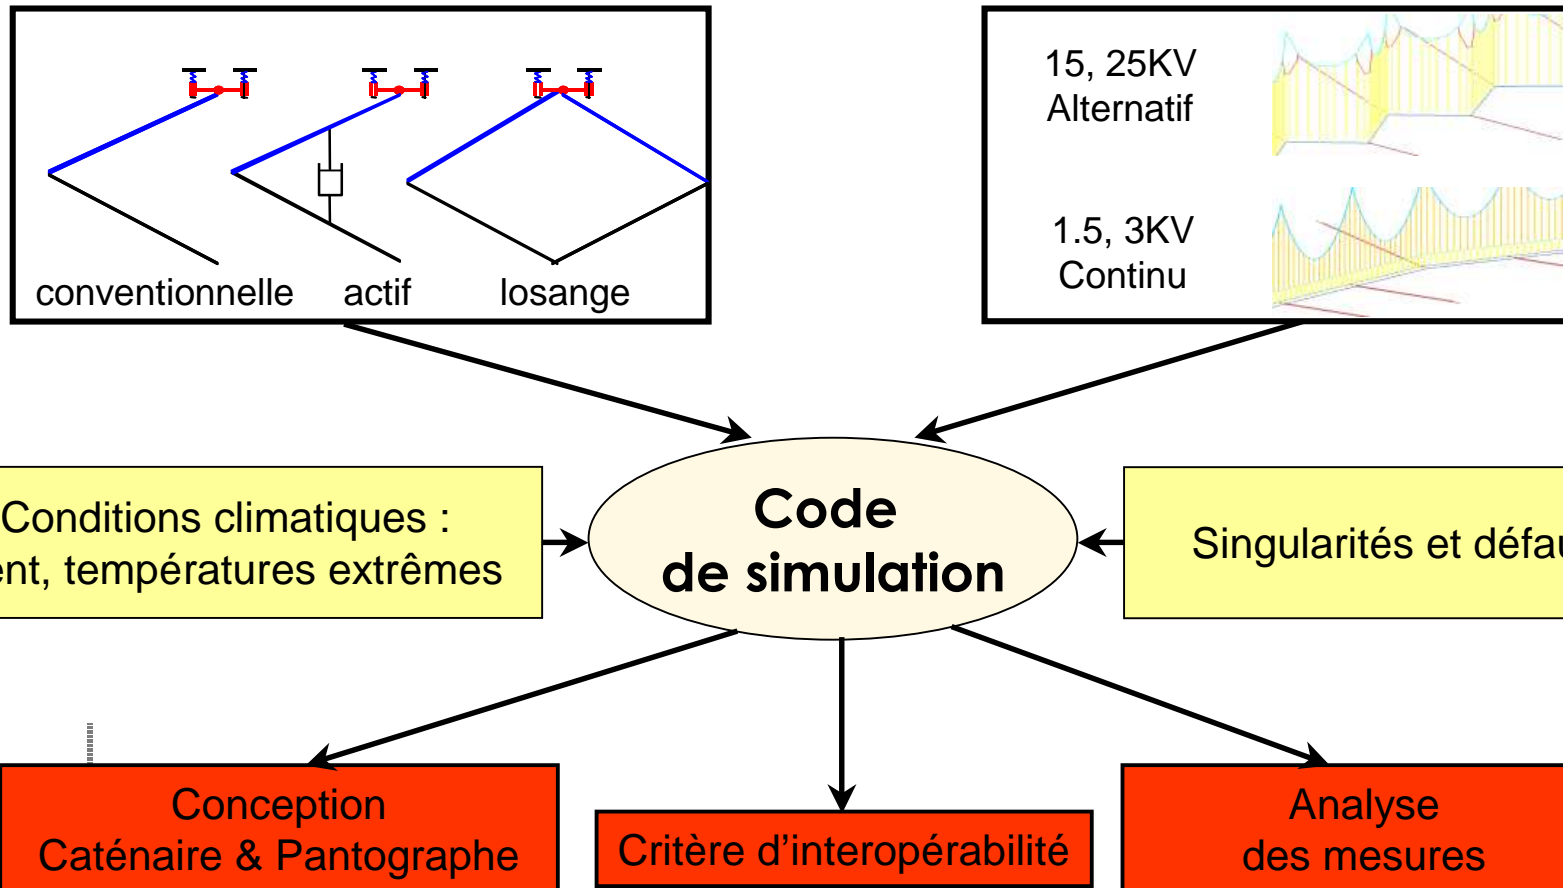 conventionnelle actif losange
15, 25KV
Alternatif
1.5, 3KV
Continu
Code
de simulation
Conditions climatiques :
températures extrêmes
Singularités et
Conception
Caténaire & Pantographe
Critère d'interopérabilité
Analyse
des mesures